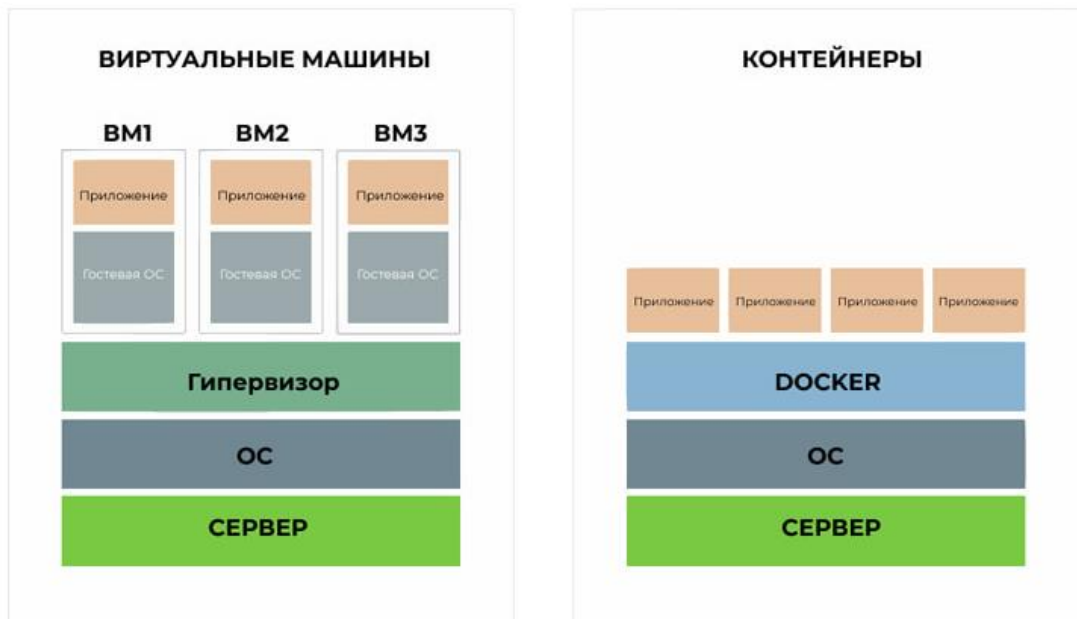 ВИРТУАЛЬНЫЕ МАШИНЫ
ВМ1 ВМ2 ВМ3
Приложение Приложение Приложение
Гостевая ОС Гостевая ОС Гостевая ОС
Гипервизор
ОС
СЕРВЕР
КОНТЕЙНЕРЫ
Приложение Приложение Приложение Приложение
DOCKER
ОС
СЕРВЕР